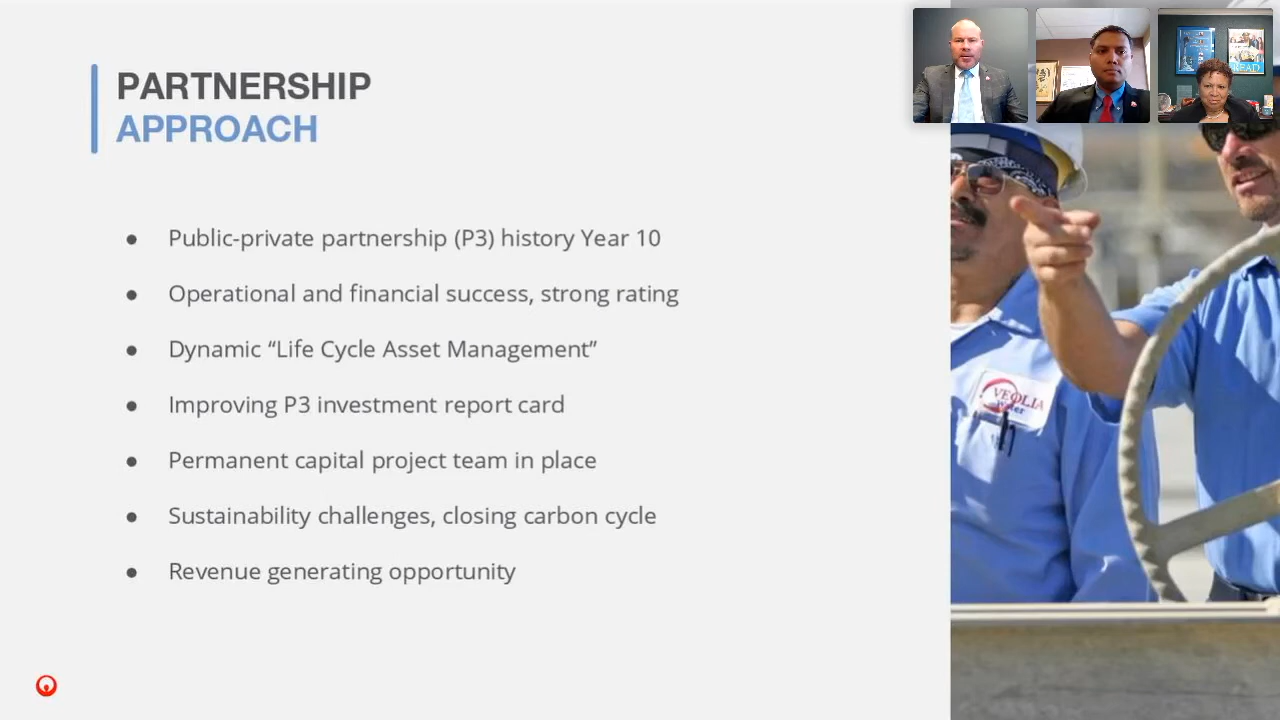 PARTNERSHIP
APPROACH
● Public-private partnership (P3) history Year 10
● Operational and financial success, strong rating
● Dynamic “Life Cycle Asset Management”
● Improving P3 investment report card
● Permanent capital project team in place
● Sustainability challenges, closing carbon cycle
● Revenue generating opportunity
READ
VEOLIA
Water